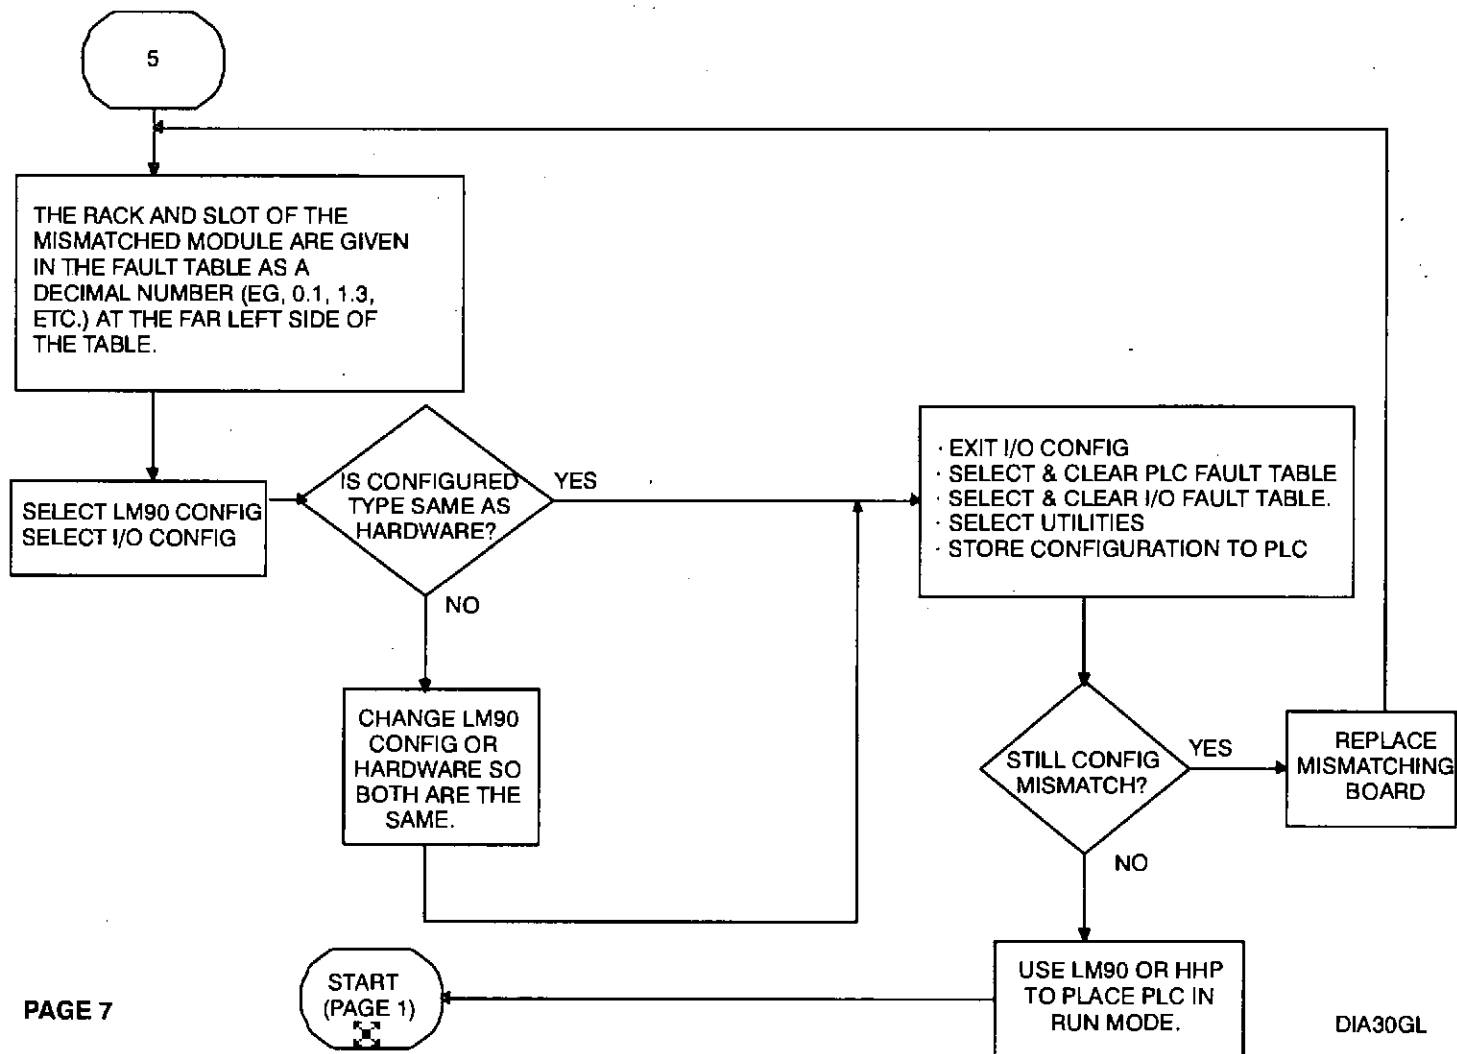 5
THE RACK AND SLOT OF THE
MISMATCHED MODULE ARE GIVEN
IN THE FAULT TABLE AS A
DECIMAL NUMBER (EG, 0.1, 1.3,
ETC.) AT THE FAR LEFT SIDE OF
THE TABLE.
SELECT LM90 CONFIG
SELECT I/O CONFIG
IS CONFIGURED
TYPE SAME AS
HARDWARE?
YES
NO
CHANGE LM90
CONFIG OR
HARDWARE SO
BOTH ARE THE
SAME.
· EXIT I/O CONFIG
· SELECT & CLEAR PLC FAULT TABLE
· SELECT & CLEAR I/O FAULT TABLE.
· SELECT UTILITIES
· STORE CONFIGURATION TO PLC
STILL CONFIG
MISMATCH?
YES
REPLACE
MISMATCHING
BOARD
NO
USE LM90 OR HHP
TO PLACE PLC IN
RUN MODE.
START
(PAGE 1)
PAGE 7
DIA30GL